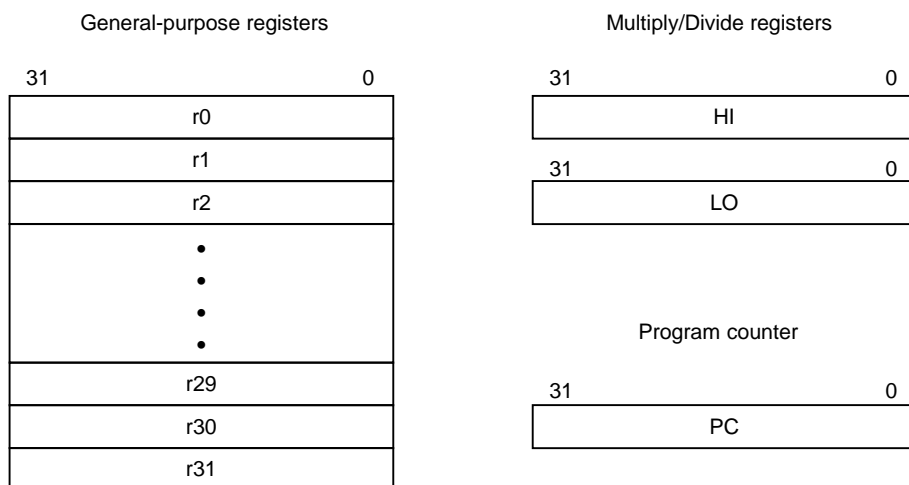 General-purpose registers
31 0
r0
r1
r2
•
•
•
•
r29
r30
r31
Multiply/Divide registers
31 0
HI
31 0
LO
Program counter
31 0
PC